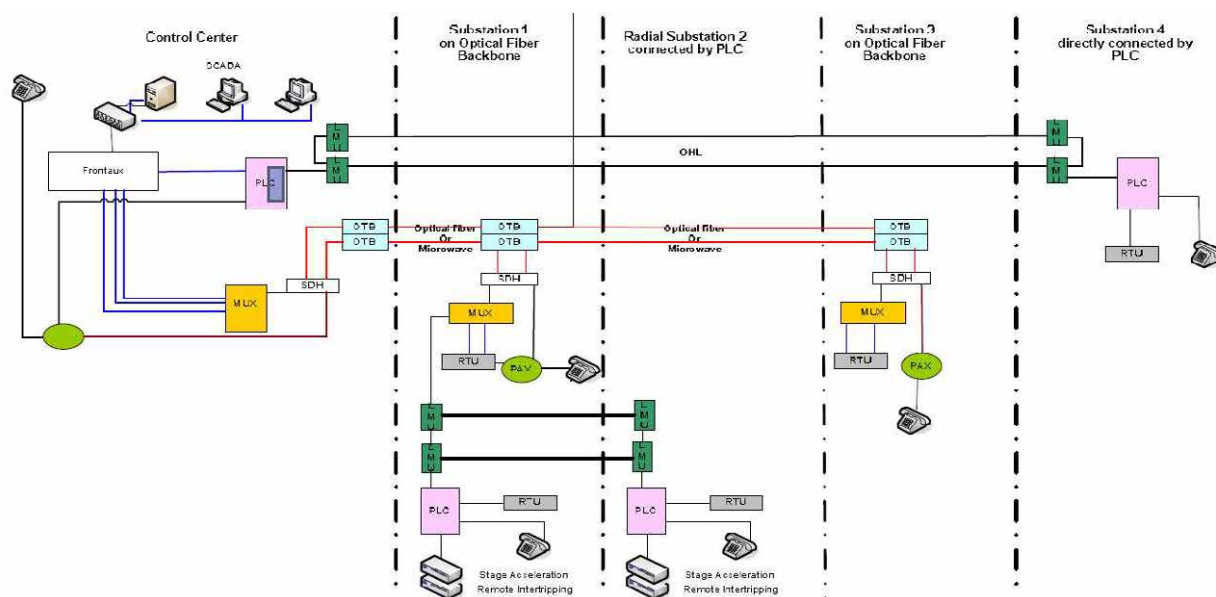 Control Center
Substation 1
on Optical Fiber
Backbone
Radial Substation 2
connected by PLC
Substation 3
on Optical Fiber
Backbone
Substation 4
directly connected by
PLC
SCADA
Frontaux
PLC
LMU
LMU
OHL
LMU
LMU
PLC
RTU
OTB
OTB
Optical fiber
Or
Microwave
OTB
OTB
Optical fiber
Or
Microwave
OTB
OTB
SDH
MUX
SDH
MUX
RTU
PAX
SDH
MUX
RTU
PAX
LMU
LMU
LMU
LMU
PLC
RTU
Stage Acceleration
Remote Intertripping
PLC
RTU
Stage Acceleration
Remote Intertripping